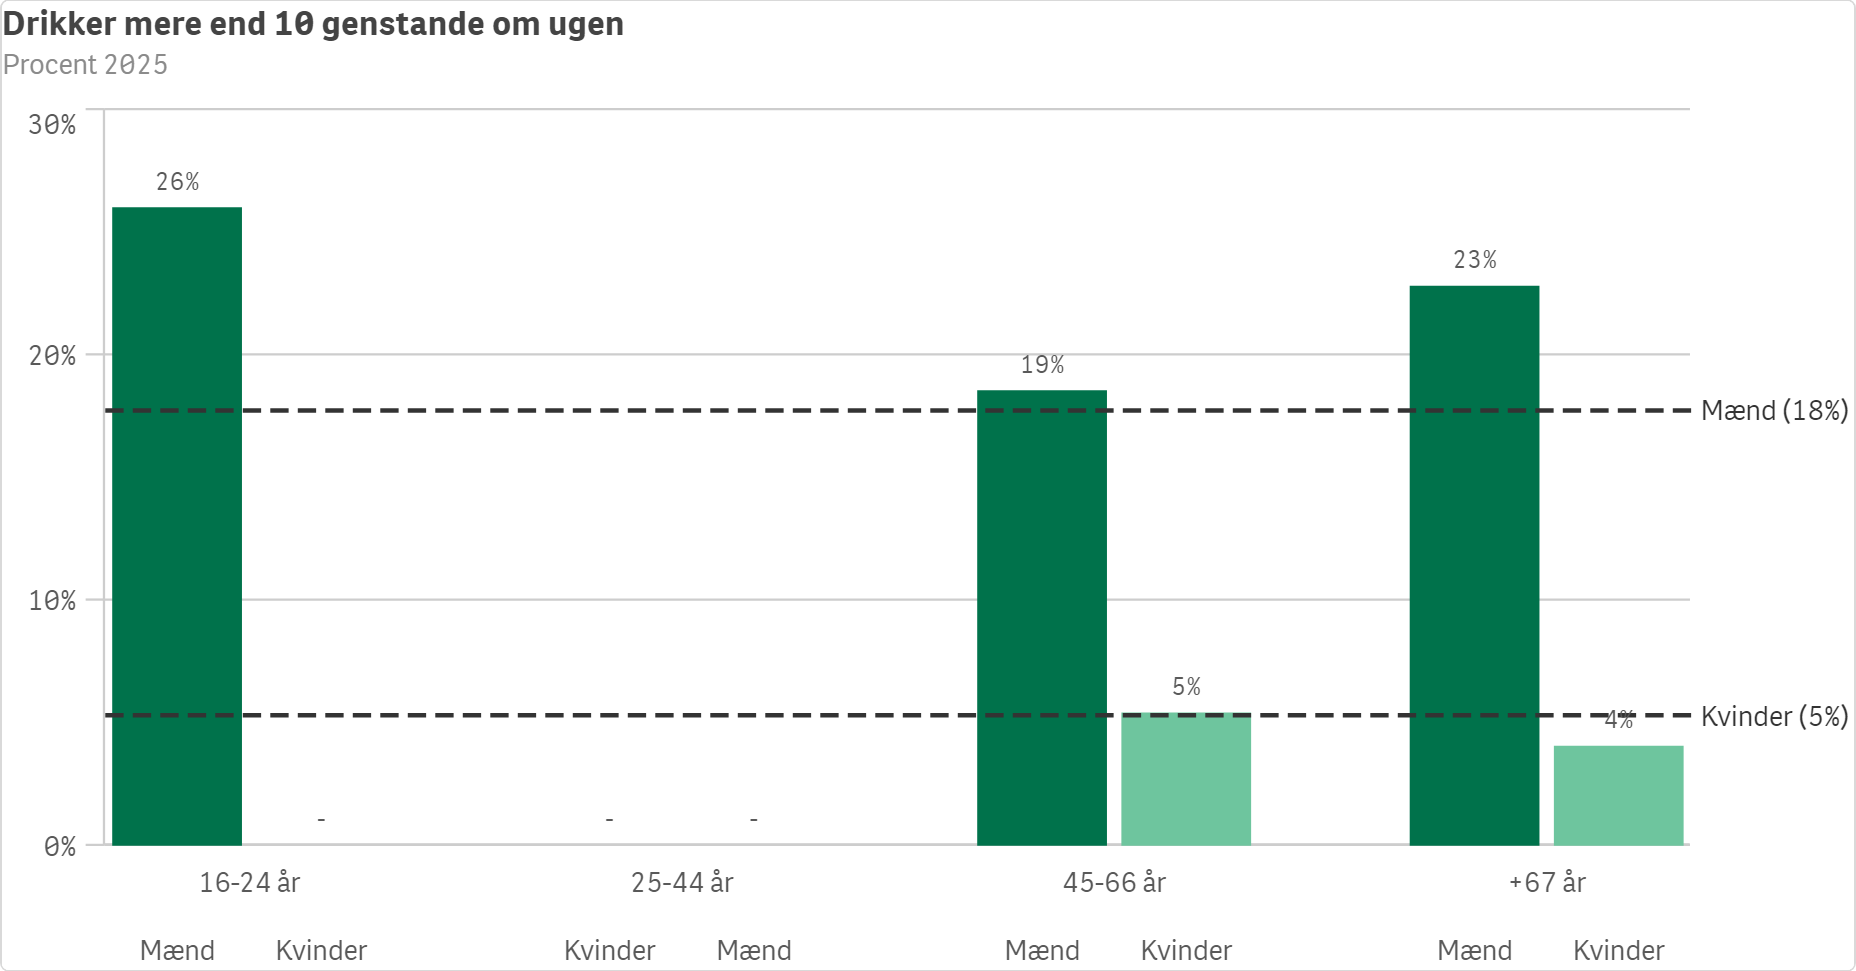 Drikker mere end 10 genstande om ugen
Procent 2025
30%
20%
10%
0%
26%
-
-
-
19%
5%
23%
4%
Mænd (18%)
Kvinder (5%)
16-24 år
25-44 år
45-66 år
+67 år
Mænd
Kvinder
Kvinder
Mænd
Mænd
Kvinder
Mænd
Kvinder